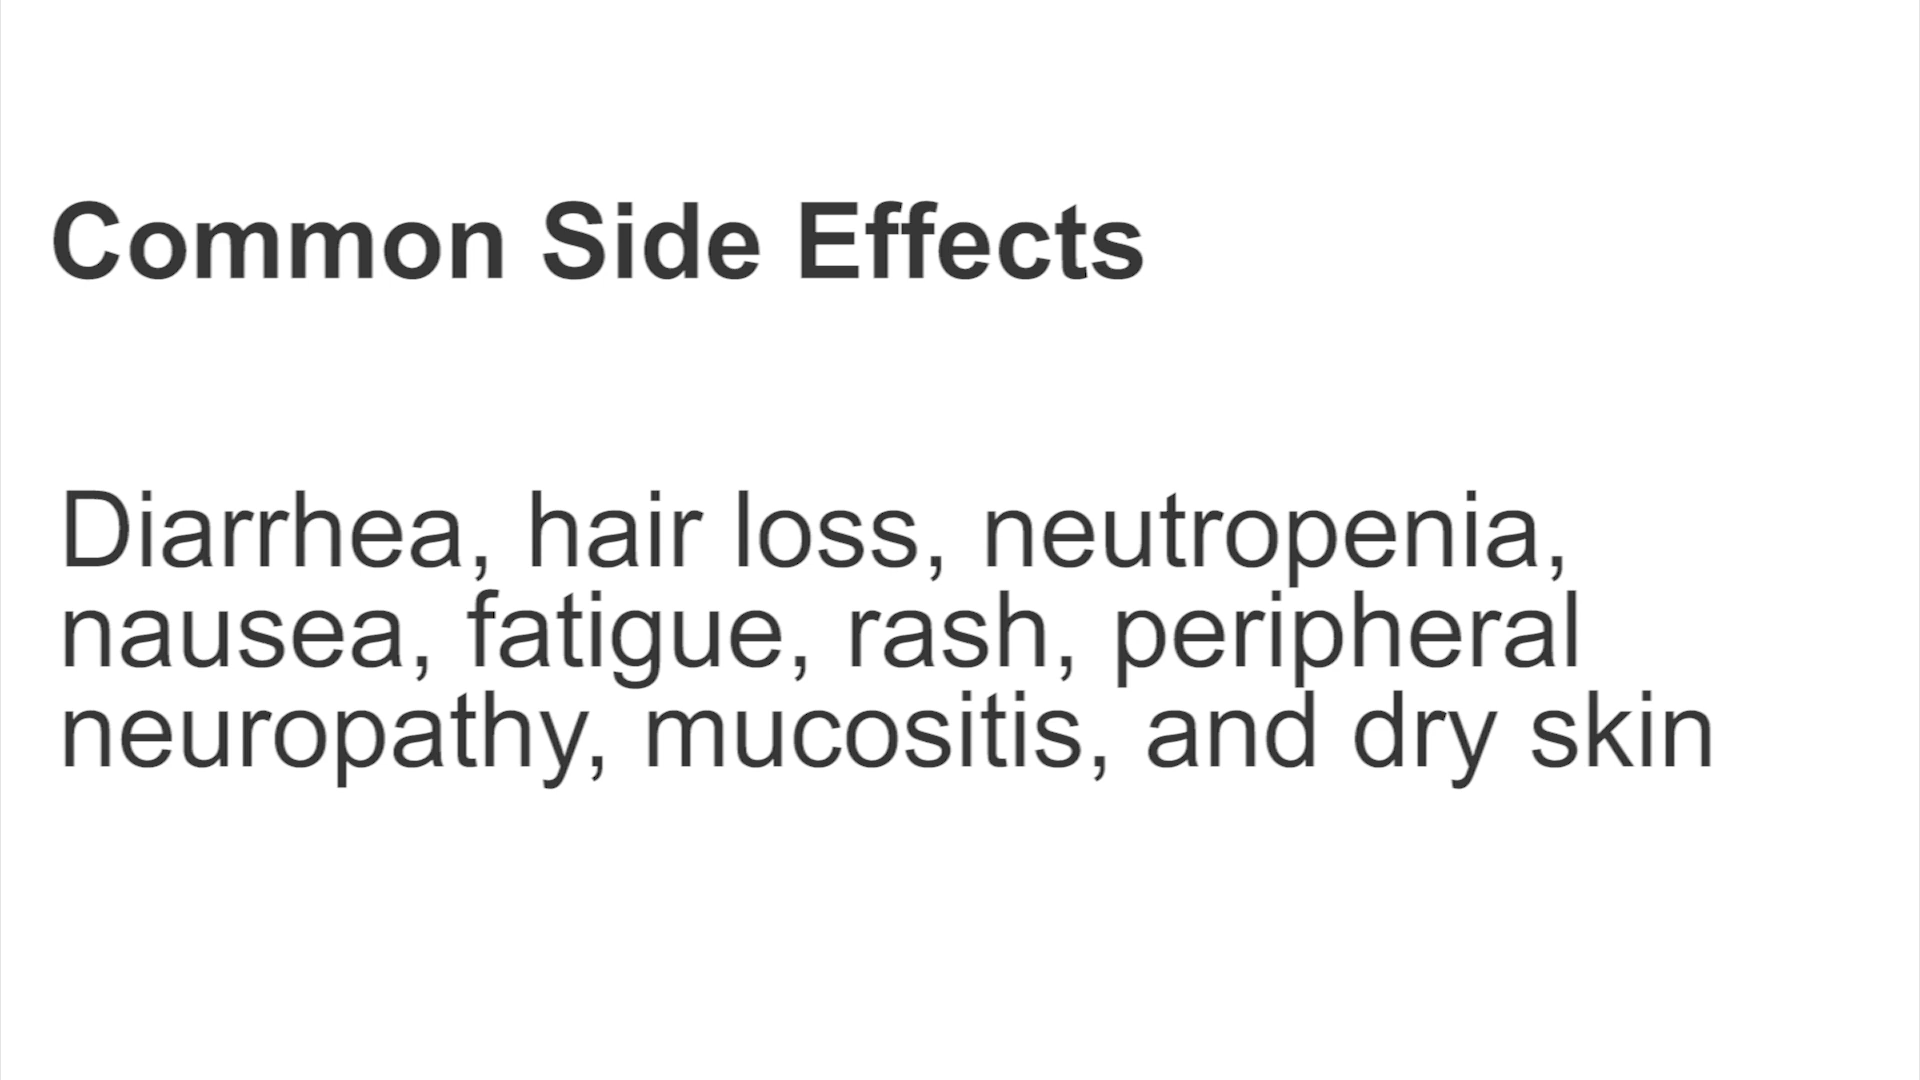 Common Side Effects
Diarrhea, hair loss, neutropenia,
nausea, fatigue, rash, peripheral
neuropathy, mucositis, and dry skin